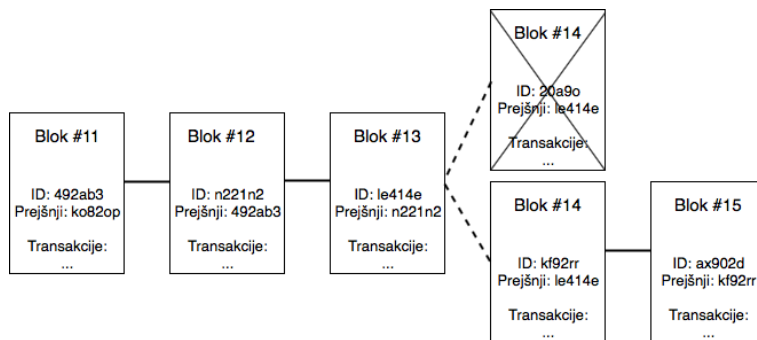 Blok #11
ID: 492ab3
Prejšnji: ko82op
Transakcije:
...
Blok #12
ID: n221n2
Prejšnji: 492ab3
Transakcije:
...
Blok #13
ID: le414e
Prejšnji: n221n2
Transakcije:
...
Blok #14
ID: 20a9o
Prejšnji: le414e
Transakcije:
...
Blok #14
ID: kf92rr
Prejšnji: le414e
Transakcije:
...
Blok #15
ID: ax902d
Prejšnji: kf92rr
Transakcije:
...